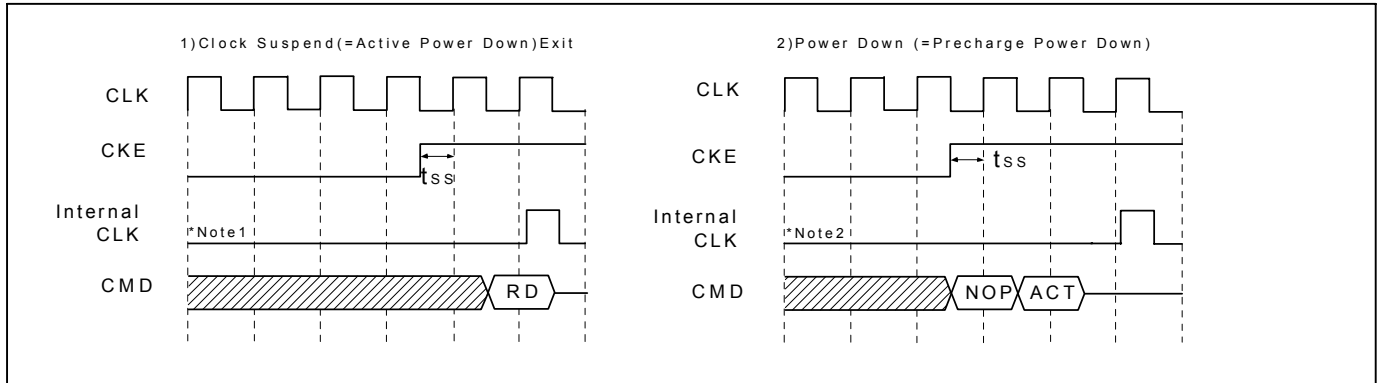 1)Clock Suspend(=Active Power Down)Exit
CLK
CKE
tss
Internal
CLK
*Note1
CMD
RD
2)Power Down (=Precharge Power Down)
CLK
CKE
tss
Internal
CLK
*Note2
CMD
NOP
ACT